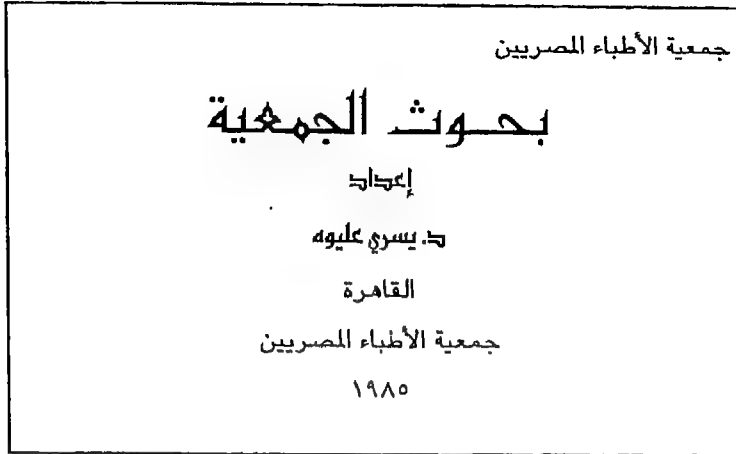 جمعية الأطباء المصريين
بحوث الجمعية
إعداد
د. يسري عليوه
القاهرة
جمعية الأطباء المصريين
١٩٨٥